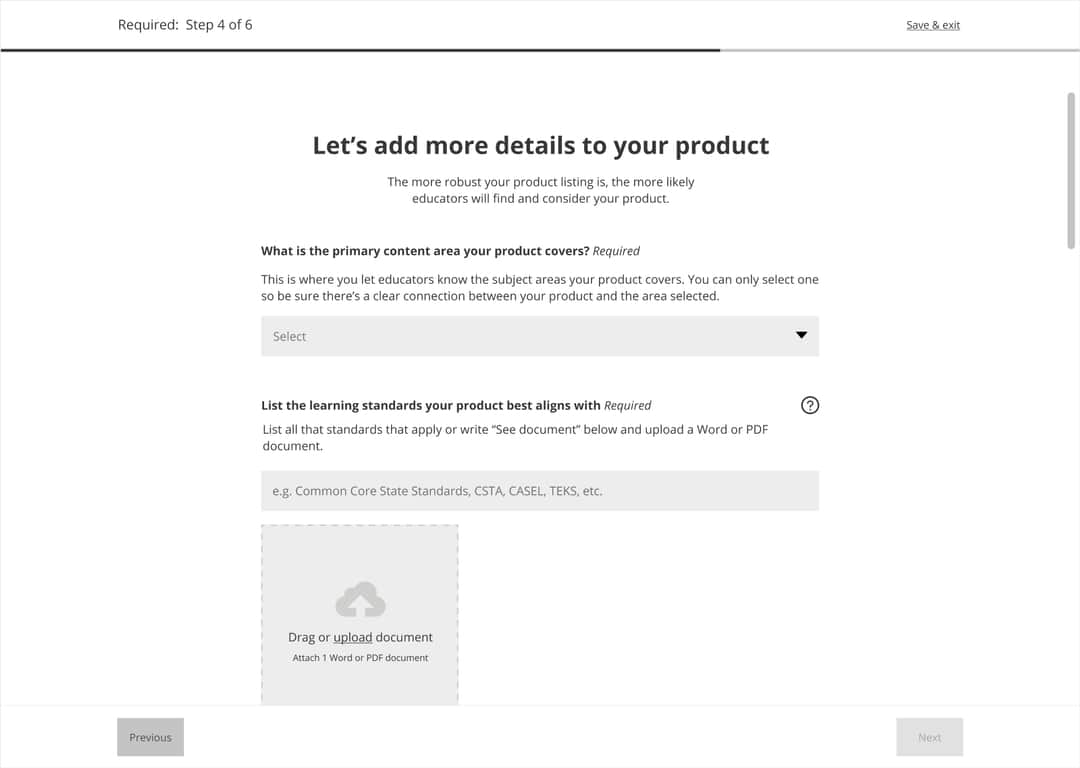 Required: Step 4 of 6
Save & exit
Let’s add more details to your product
The more robust your product listing is, the more likely
educators will find and consider your product.
What is the primary content area your product covers? Required
This is where you let educators know the subject areas your product covers. You can only select one
so be sure there’s a clear connection between your product and the area selected.
Select
List the learning standards your product best aligns with Required
?
List all that standards that apply or write “See document” below and upload a Word or PDF
document.
e.g. Common Core State Standards, CSTA, CASEL, TEKS, etc.
Drag or upload document
Attach 1 Word or PDF document
Previous
Next